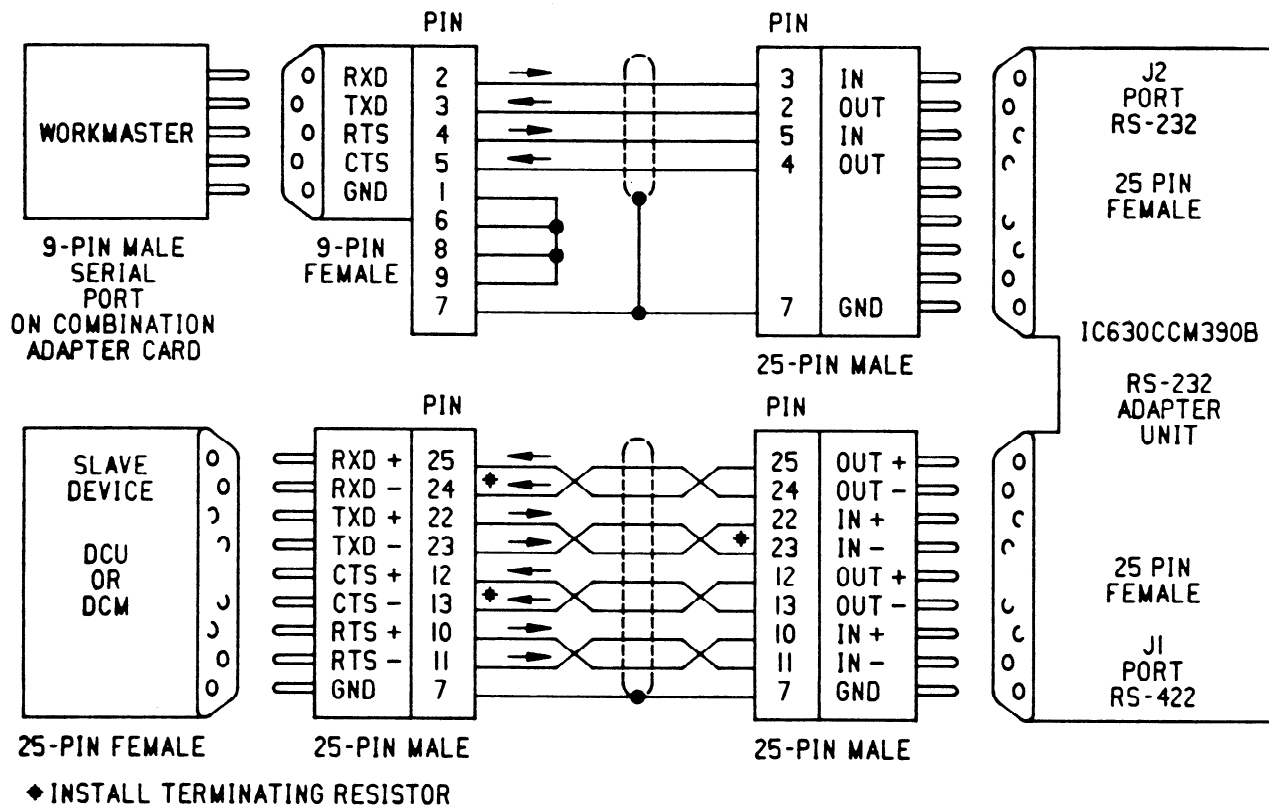 PIN
PIN
WORKMASTER
9-PIN MALE
SERIAL
PORT
ON COMBINATION
ADAPTER CARD
RXD 2
TXD 3
RTS 4
CTS 5
GND 1
6
8
9
7
9-PIN
FEMALE
3 IN
2 OUT
5 IN
4 OUT
7 GND
25-PIN MALE
J2
PORT
RS-232
25 PIN
FEMALE
IC630CCM390B
RS-232
ADAPTER
UNIT
PIN
PIN
SLAVE
DEVICE
DCU
OR
DCM
25-PIN FEMALE
RXD + 25
RXD - 24
TXD + 22
TXD - 23
CTS + 12
CTS - 13
RTS + 10
RTS - 11
GND 7
25-PIN MALE
25 OUT +
24 OUT -
22 IN +
23 IN -
12 OUT +
13 OUT -
10 IN +
11 IN -
7 GND
25-PIN MALE
25 PIN
FEMALE
J1
PORT
RS-422
INSTALL TERMINATING RESISTOR